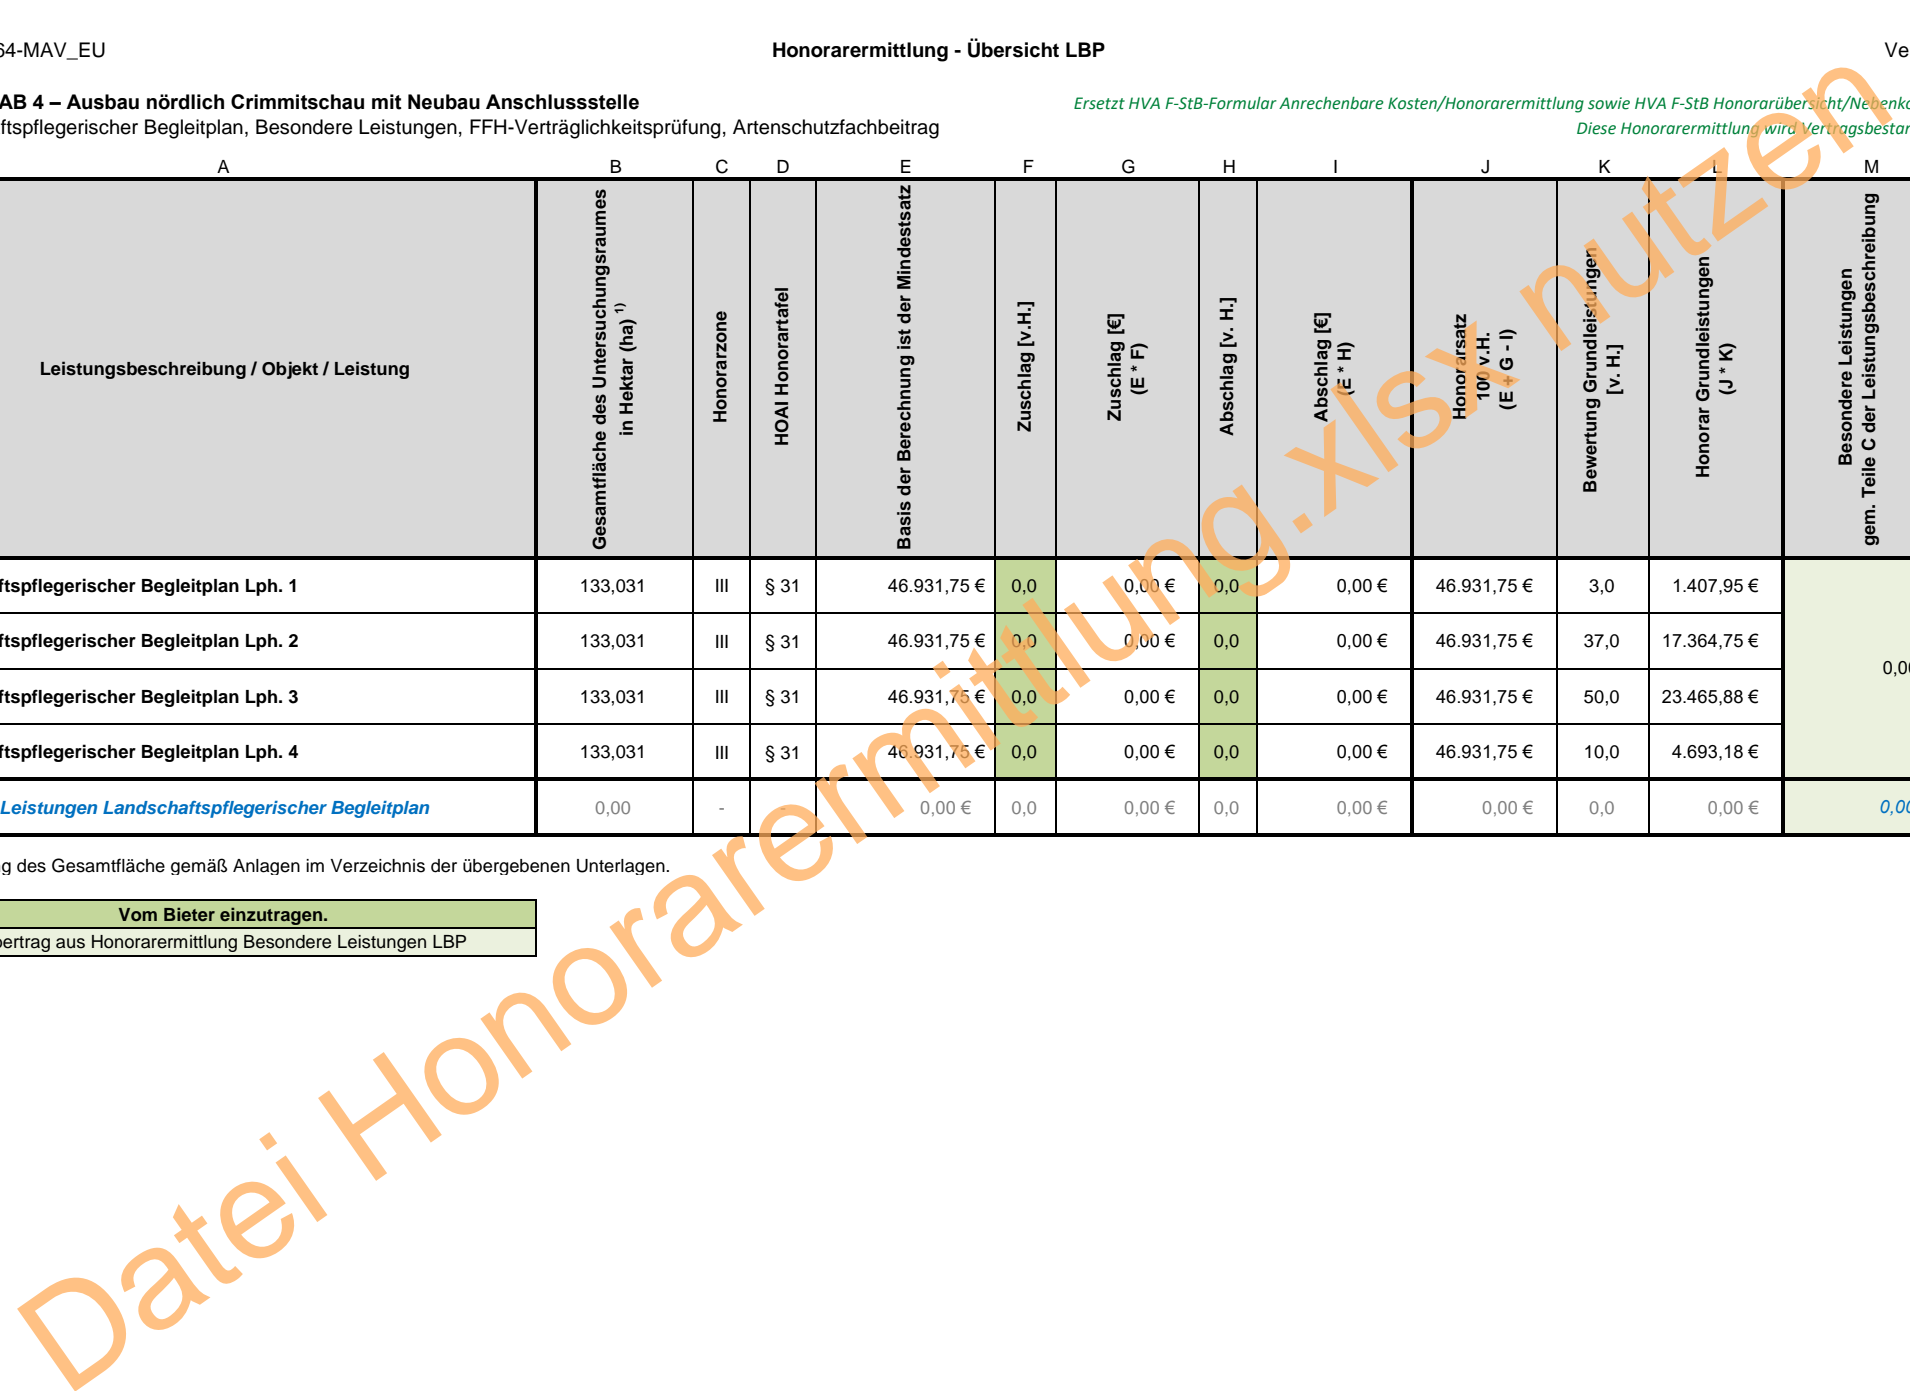 64-MAV_EU Honorarermittlung - Übersicht LBP Ve
AB 4 – Ausbau nördlich Crimmitschau mit Neubau Anschlussstelle Ersetzt HVA F-StB-Formular Anrechenbare Kosten/Honorarermittlung sowie HVA F-StB Honorarübersicht/Nebenko
ftspflegerischer Begleitplan, Besondere Leistungen, FFH-Verträglichkeitsprüfung, Artenschutzfachbeitrag Diese Honorarermittlung wird Vertragsbestan
A B C D E F G H I J K L M
Leistungsbeschreibung / Objekt / Leistung
Gesamtfläche des Untersuchungsraumes
in Hektar (ha) 1)
Honorarzone
HOAI Honorartafel
Basis der Berechnung ist der Mindestsatz
Zuschlag [v.H.]
Zuschlag [€]
(E * F)
Abschlag [v. H.]
Abschlag [€]
(E * H)
Honorarsatz
100 v.H.
(E + G - I)
Bewertung Grundleistungen
[v. H.]
Honorar Grundleistungen
(J * K)
Besondere Leistungen
gem. Teile C der Leistungsbeschreibung
ftspflegerischer Begleitplan Lph. 1 133,031 III § 31 46.931,75 € 0,0 0,00 € 0,0 0,00 € 46.931,75 € 3,0 1.407,95 €
ftspflegerischer Begleitplan Lph. 2 133,031 III § 31 46.931,75 € 0,0 0,00 € 0,0 0,00 € 46.931,75 € 37,0 17.364,75 €
0,00
ftspflegerischer Begleitplan Lph. 3 133,031 III § 31 46.931,75 € 0,0 0,00 € 0,0 0,00 € 46.931,75 € 50,0 23.465,88 €
ftspflegerischer Begleitplan Lph. 4 133,031 III § 31 46.931,75 € 0,0 0,00 € 0,0 0,00 € 46.931,75 € 10,0 4.693,18 €
Leistungen Landschaftspflegerischer Begleitplan 0,00 - - 0,00 € 0,0 0,00 € 0,0 0,00 € 0,00 € 0,0 0,00 € 0,00
g des Gesamtfläche gemäß Anlagen im Verzeichnis der übergebenen Unterlagen.
Vom Bieter einzutragen.
bertrag aus Honorarermittlung Besondere Leistungen LBP
Datei Honorarermittlung.xlsx nutzen